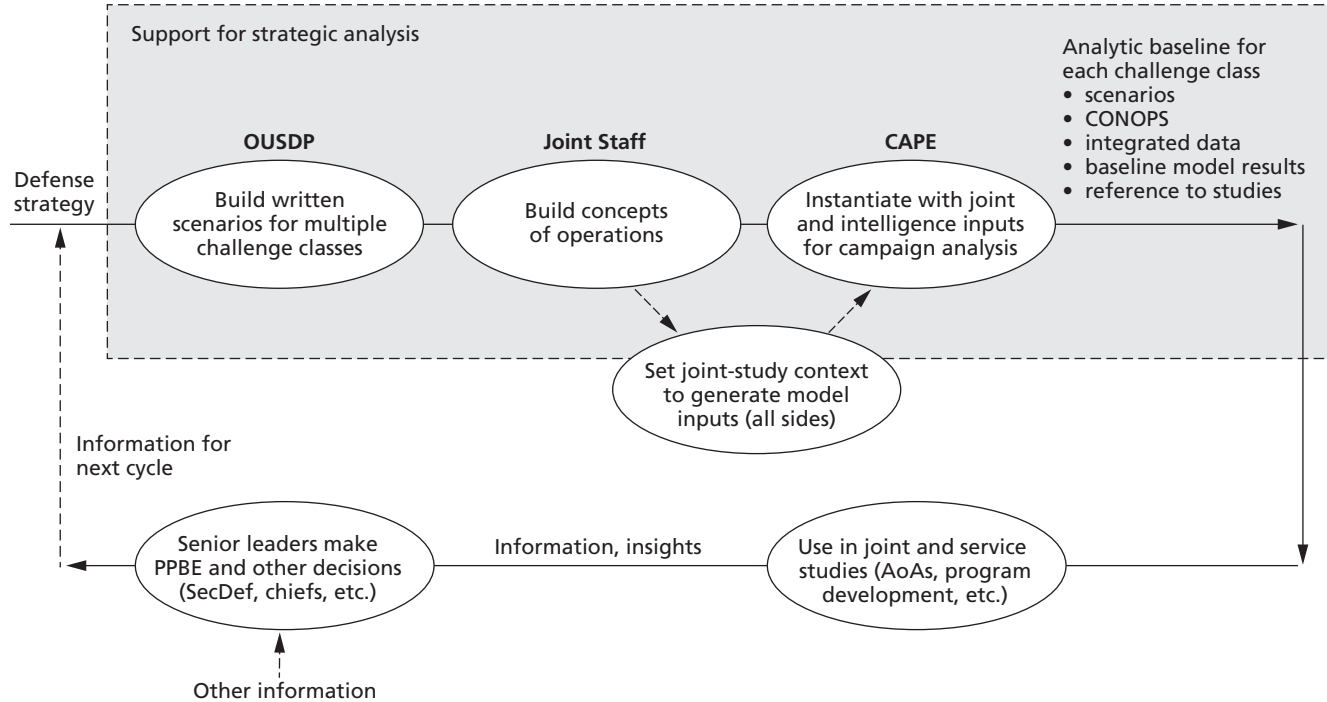 Support for strategic analysis
Analytic baseline for
each challenge class
• scenarios
• CONOPS
• integrated data
• baseline model results
• reference to studies
OUSDP
Joint Staff
CAPE
Defense
strategy
Build written
scenarios for multiple
challenge classes
Build concepts
of operations
Instantiate with joint
and intelligence inputs
for campaign analysis
Set joint-study context
to generate model
inputs (all sides)
Information for
next cycle
Senior leaders make
PPBE and other decisions
(SecDef, chiefs, etc.)
Information, insights
Use in joint and service
studies (AoAs, program
development, etc.)
Other information